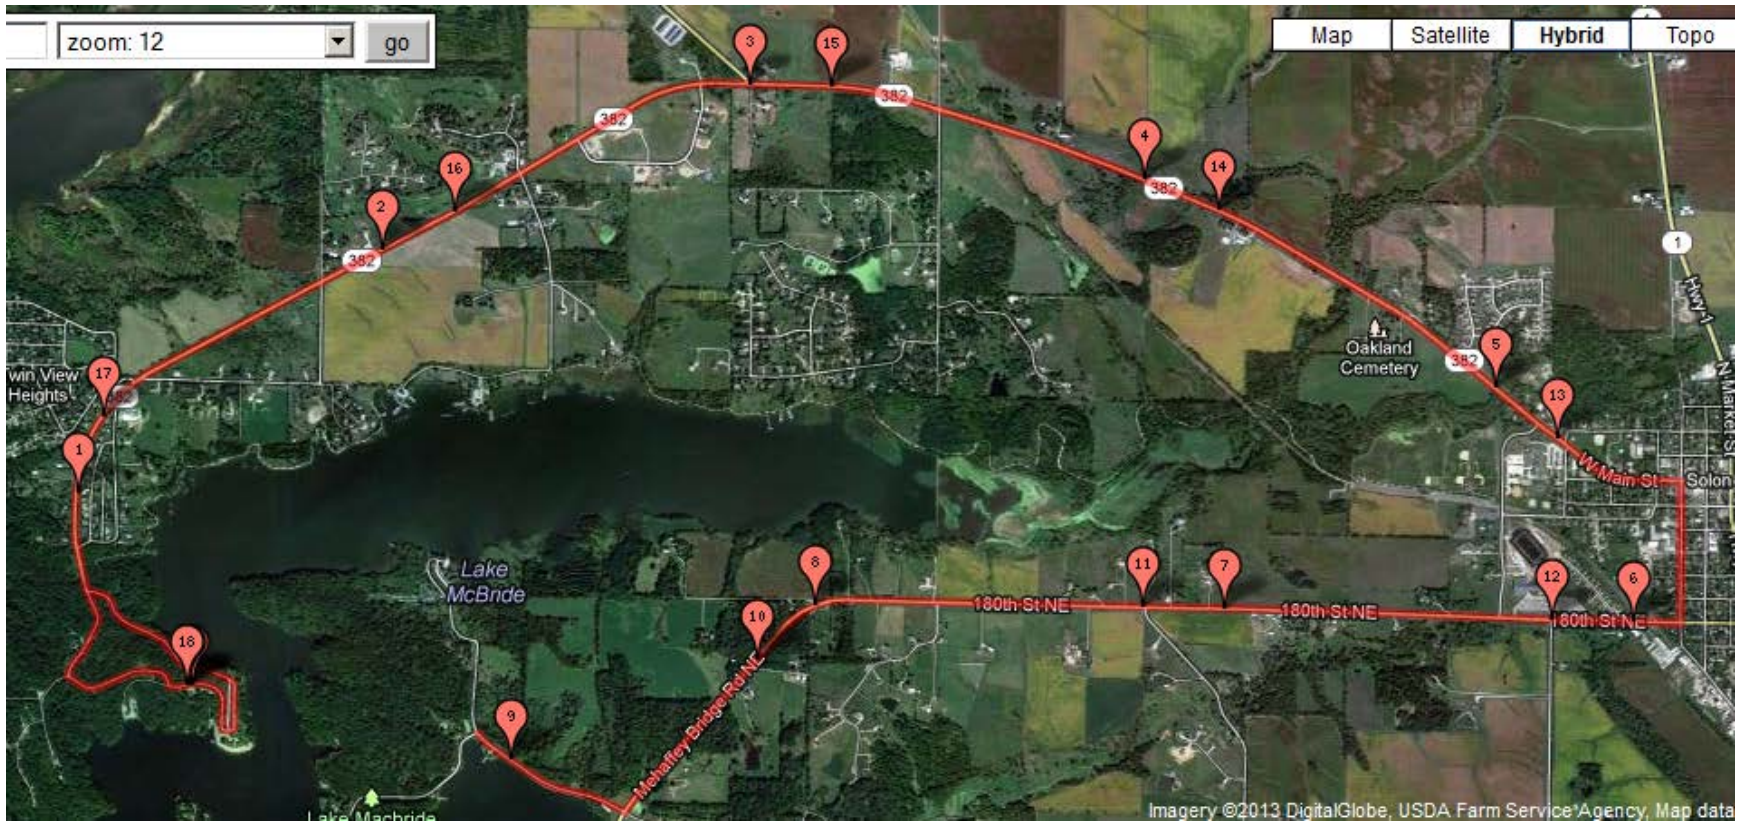 zoom: 12
go
Map
Satellite
Hybrid
Topo
3
15
382
382
4
14
382
16
2
382
1
Hwy 1
Oakland
Cemetery
382
5
13
N Market St
17
win View
Heights
1
W Main St
Solon
Lake
McBride
8
11
7
12
6
180th St NE
180th St NE
180th St NE
10
18
9
Mehaffey Bridge Rd NE
Lake Macbride
Imagery ©2013 DigitalGlobe, USDA Farm Service Agency, Map data